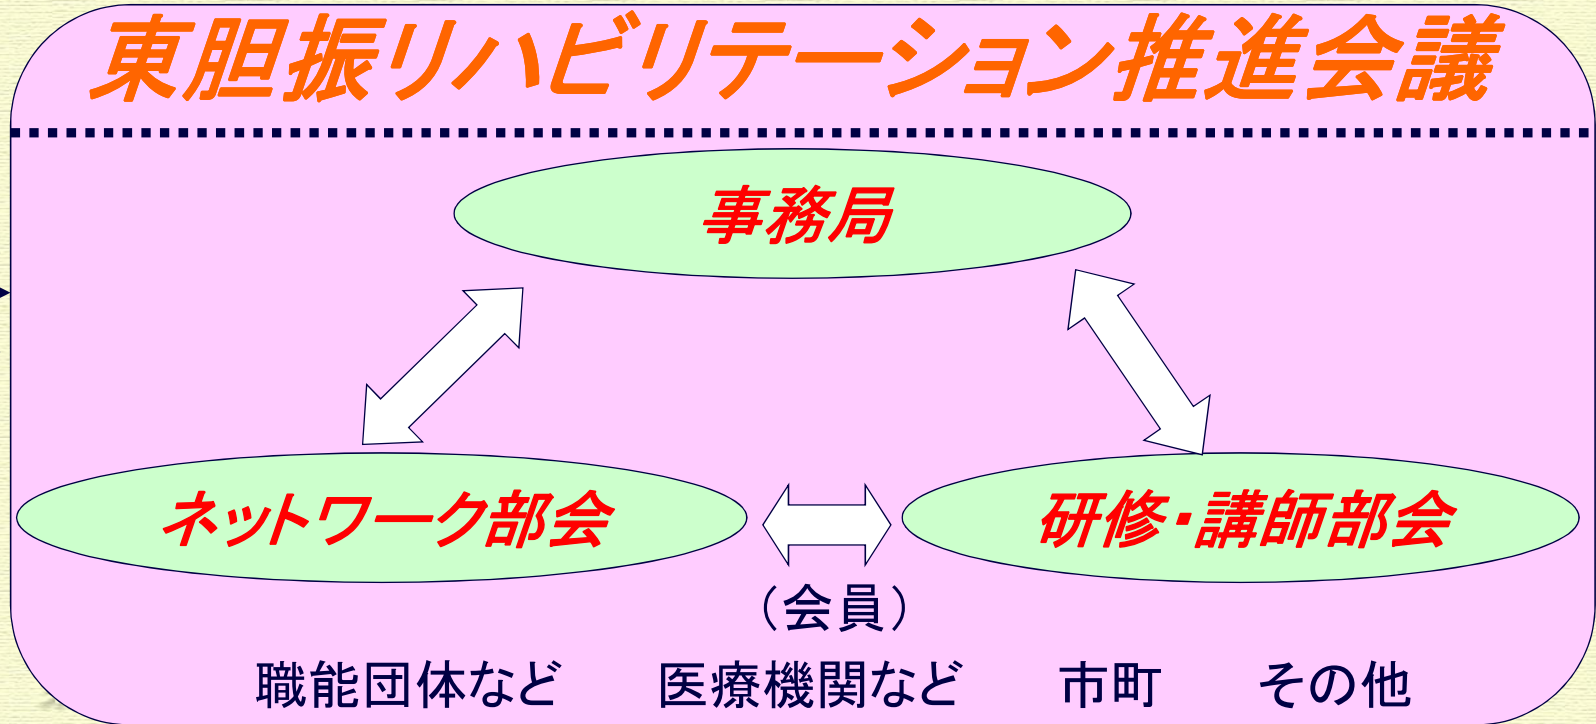 東胆振リハビリテーション推進会議
事務局
ネットワーク部会
研修・講師部会
（会員）
職能団体など　医療機関など　市町　その他